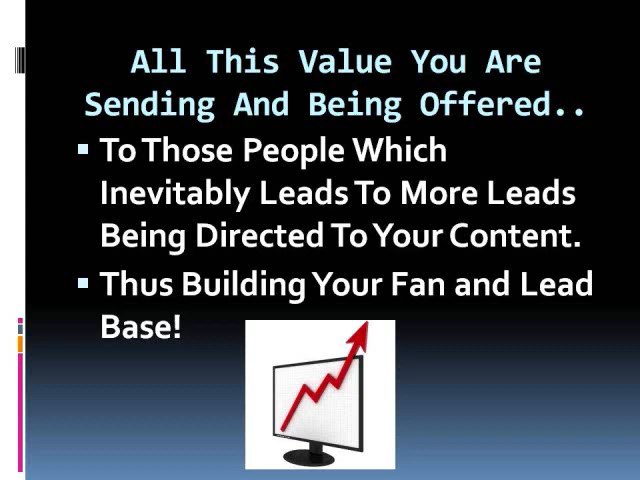 All This Value You Are
Sending And Being Offered..
To Those People Which
Inevitably Leads To More Leads
Being Directed To Your Content.
Thus Building Your Fan and Lead
Base!